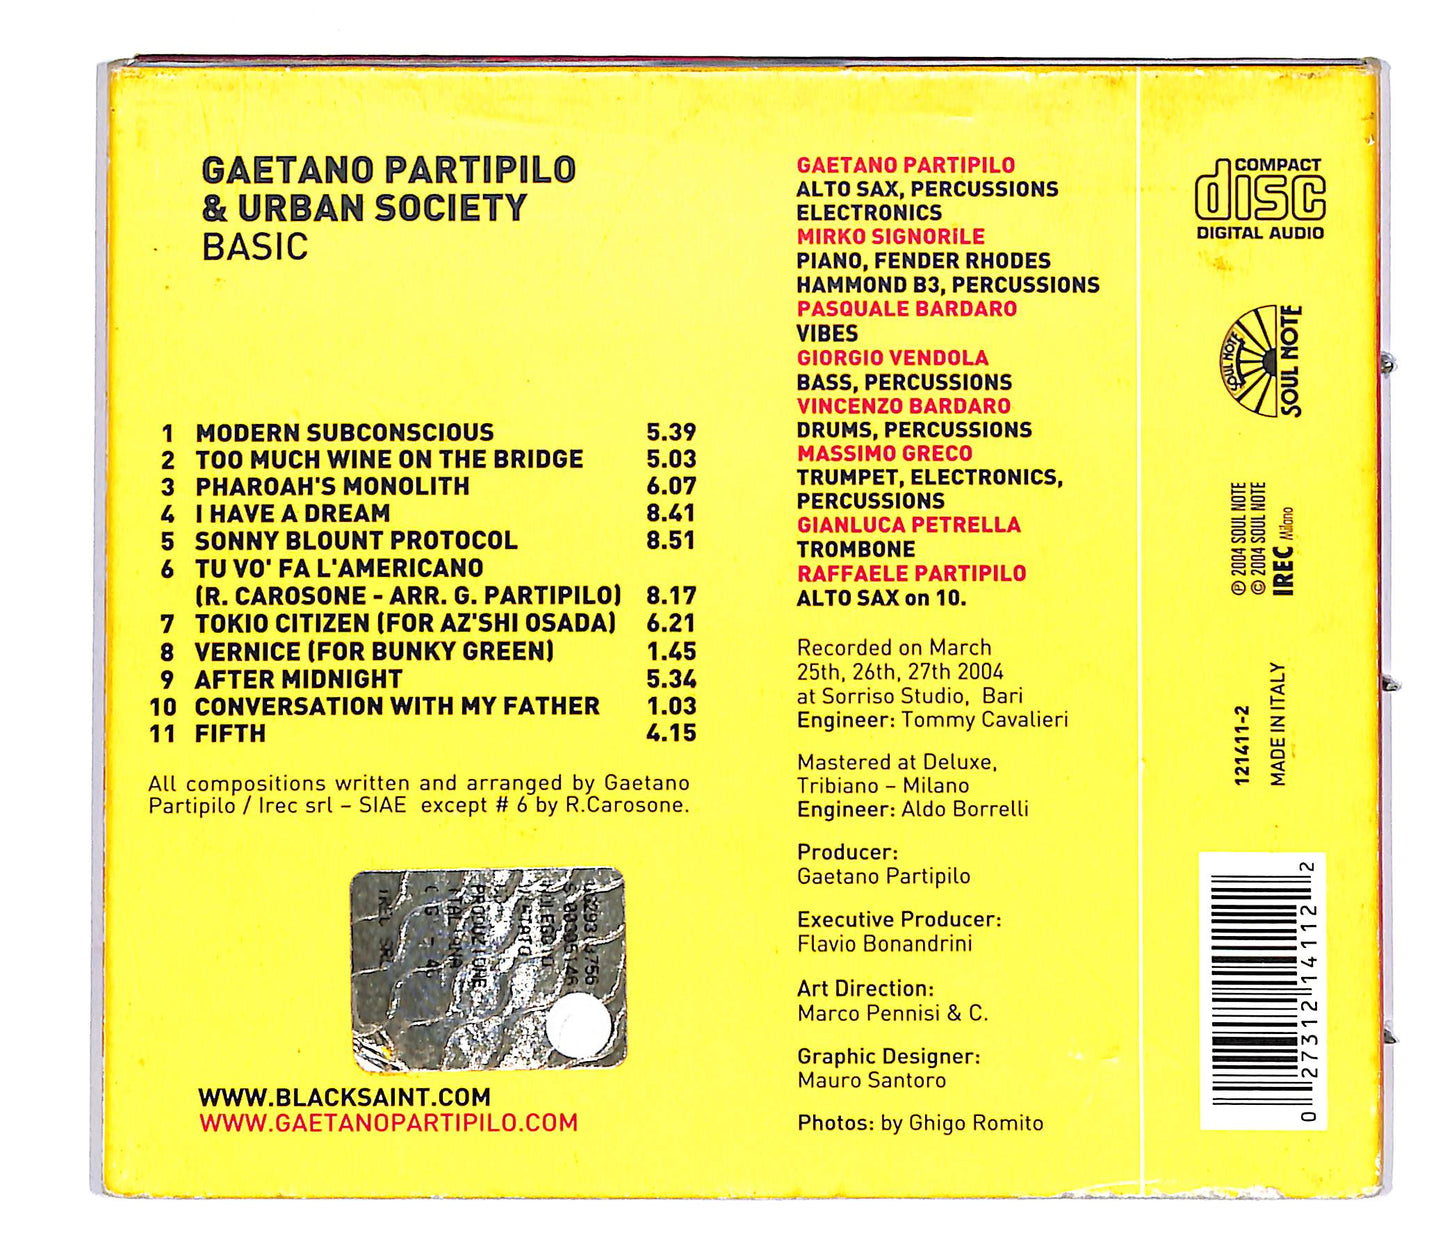 GAETANO PARTIPILO
& URBAN SOCIETY
BASIC
1 MODERN SUBCONSCIOUS 5.39
2 TOO MUCH WINE ON THE BRIDGE 5.03
3 PHAROAH'S MONOLITH 6.07
4 I HAVE A DREAM 8.41
5 SONNY BLOUNT PROTOCOL 8.51
6 TU VO' FA L'AMERICANO
(R. CAROSONE - ARR. G. PARTIPILO) 8.17
7 TOKIO CITIZEN (FOR AZ'SHI OSADA) 6.21
8 VERNICE (FOR BUNKY GREEN) 1.45
9 AFTER MIDNIGHT 5.34
10 CONVERSATION WITH MY FATHER 1.03
11 FIFTH 4.15
All compositions written and arranged by Gaetano
Partipilo / Irec srl – SIAE except # 6 by R.Carosone.
WWW.BLACKSAINT.COM
WWW.GAETANOPARTIPILO.COM
GAETANO PARTIPILO
ALTO SAX, PERCUSSIONS
ELECTRONICS
MIRKO SIGNORiLE
PIANO, FENDER RHODES
HAMMOND B3, PERCUSSIONS
PASQUALE BARDARO
VIBES
GIORGIO VENDOLA
BASS, PERCUSSIONS
VINCENZO BARDARO
DRUMS, PERCUSSIONS
MASSIMO GRECO
TRUMPET, ELECTRONICS,
PERCUSSIONS
GIANLUCA PETRELLA
TROMBONE
RAFFAELE PARTIPILO
ALTO SAX on 10.
Recorded on March
25th, 26th, 27th 2004
at Sorriso Studio, Bari
Engineer: Tommy Cavalieri
Mastered at Deluxe,
Tribiano – Milano
Engineer: Aldo Borrelli
Producer:
Gaetano Partipilo
Executive Producer:
Flavio Bonandrini
Art Direction:
Marco Pennisi & C.
Graphic Designer:
Mauro Santoro
Photos: by Ghigo Romito
COMPACT
disc
DIGITAL AUDIO
SOUL NOTE
SOUL NOTE
℗ 2004 SOUL NOTE
© 2004 SOUL NOTE
IREC Milano
121411-2
MADE IN ITALY
0 27312 14112 2
PRODUZIONE
ITALIANA
IREC SRL